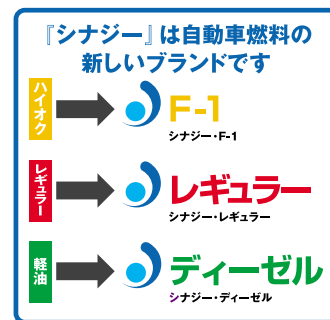 『シナジー』は自動車燃料の
新しいブランドです
ハイオク
F-1
シナジー・F-1
レギュラー
レギュラー
シナジー・レギュラー
軽油
ディーゼル
シナジー・ディーゼル